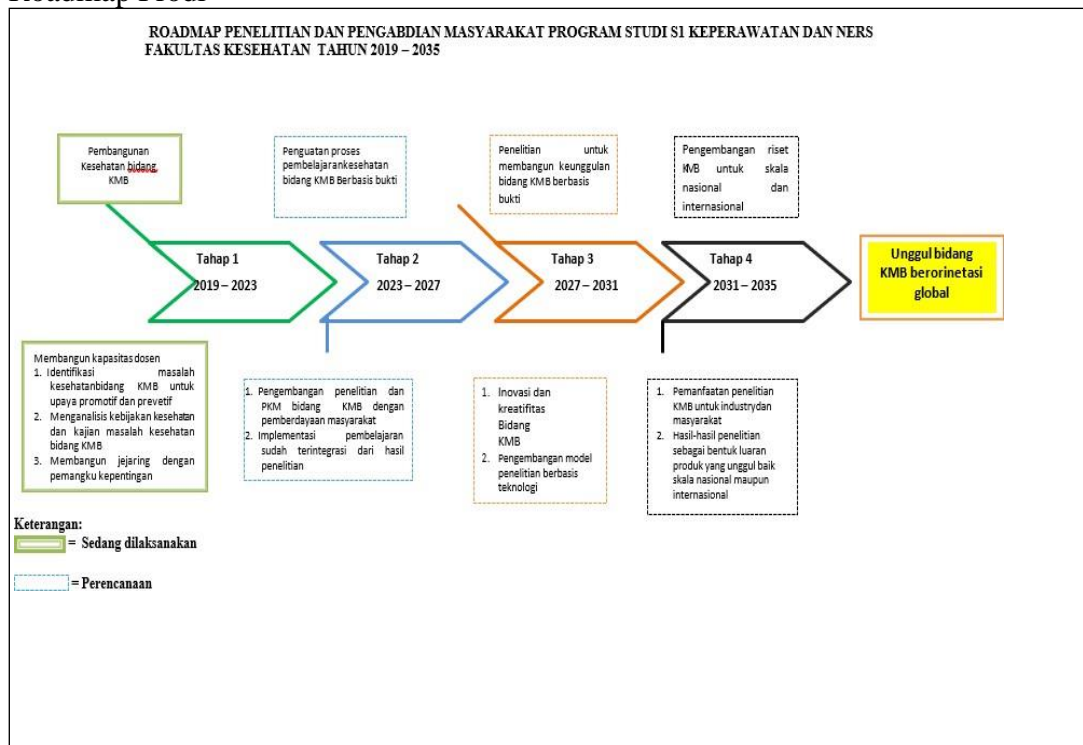 Roadmap Prodi
ROADMAP PENELITIAN DAN PENGABDIAN MASYARAKAT PROGRAM STUDI S1 KEPERAWATAN DAN NERS
FAKULTAS KESEHATAN TAHUN 2019 – 2035
Pembangunan
Kesehatan bidang
KMB
Penguatan proses
pembelajarankesehatan
bidang KMB Berbasis bukti
Penelitian untuk
membangun keunggulan
bidang KMB berbasis
bukti
Pengembangan riset
KMB untuk skala
nasional dan
internasional
Tahap 1
2019 – 2023
Tahap 2
2023 – 2027
Tahap 3
2027 – 2031
Tahap 4
2031 – 2035
Unggul bidang
KMB berorinetasi
global
Membangun kapasitas dosen
1. Identifikasi masalah
kesehatanbidang KMB untuk
upaya promotif dan prevetif
2. Menganalisis kebijakan kesehatan
dan kajian masalah kesehatan
bidang KMB
3. Membangun jejaring dengan
pemangku kepentingan
1. Pengembangan penelitian dan
PKM bidang KMB dengan
pemberdayaan masyarakat
2. Implementasi pembelajaran
sudah terintegrasi dari hasil
penelitian
1. Inovasi dan
kreatifitas
Bidang
KMB
2. Pengembangan model
penelitian berbasis
teknologi
1. Pemanfaatan penelitian
KMB untuk industrydan
masyarakat
2. Hasil-hasil penelitian
sebagai bentuk luaran
produk yang unggul baik
skala nasional maupun
internasional
Keterangan:
= Sedang dilaksanakan
= Perencanaan